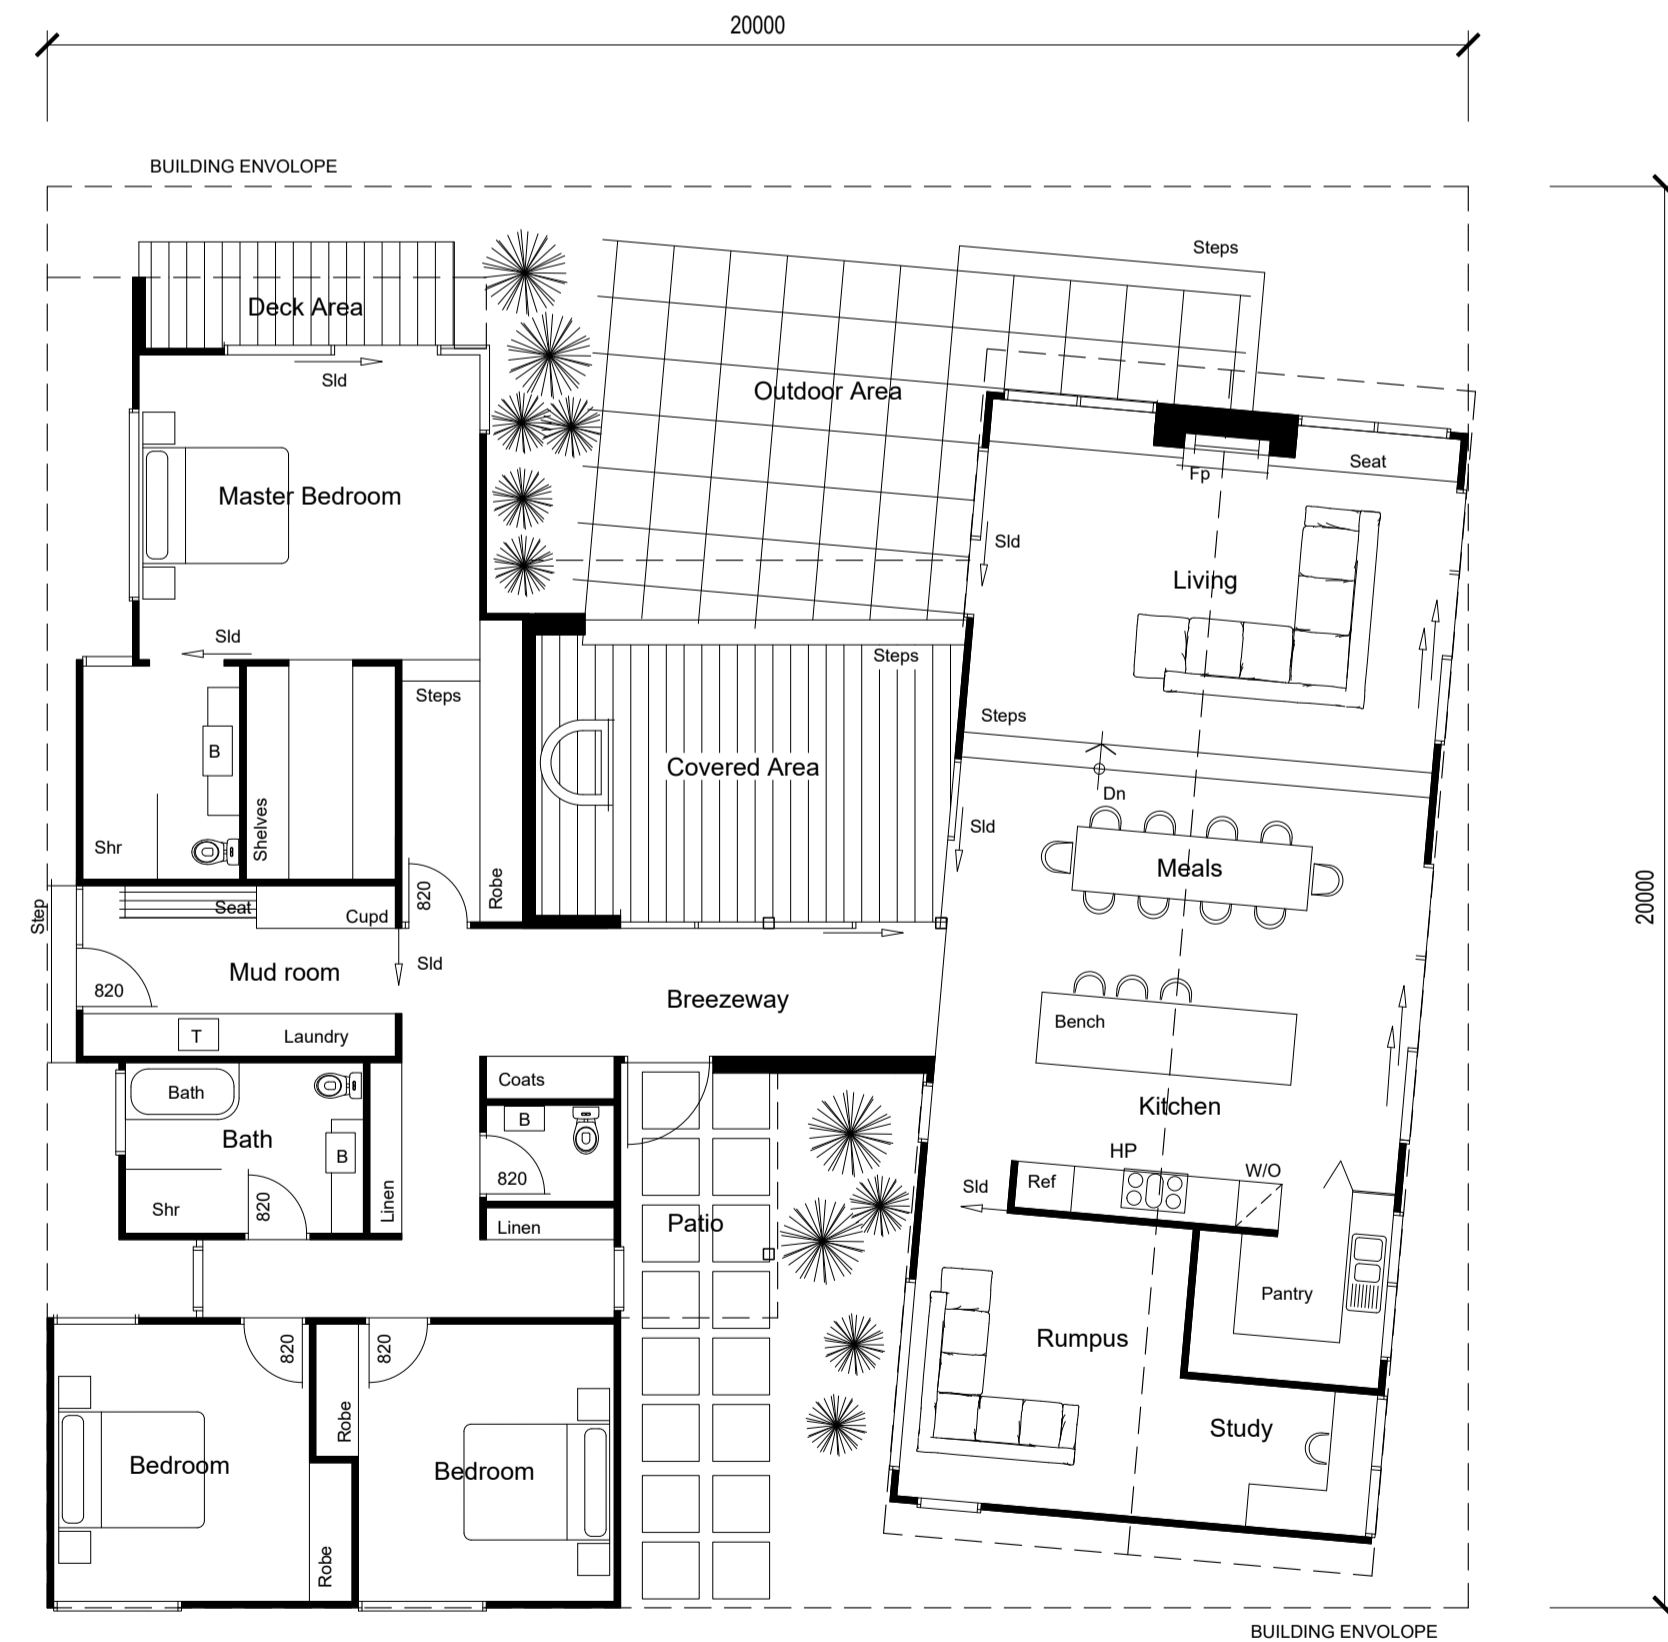 20000
BUILDING ENVOLOPE
Steps
Deck Area
Sld
Outdoor Area
Seat
Fp
Master Bedroom
Sld
Living
Sld
Steps
Steps
Steps
B
Covered Area
Dn
Shelves
Sld
Shr
Meals
820
Robe
Step
Seat
Cupd
20000
Mud room
Sld
820
Breezeway
Bench
T
Laundry
Coats
Bath
Kitchen
B
Bath
B
HP
W/O
820
Ref
Sld
820
Linen
Shr
Linen
Patio
Pantry
Rumpus
820
820
Robe
Study
Bedroom
Bedroom
Robe
BUILDING ENVOLOPE